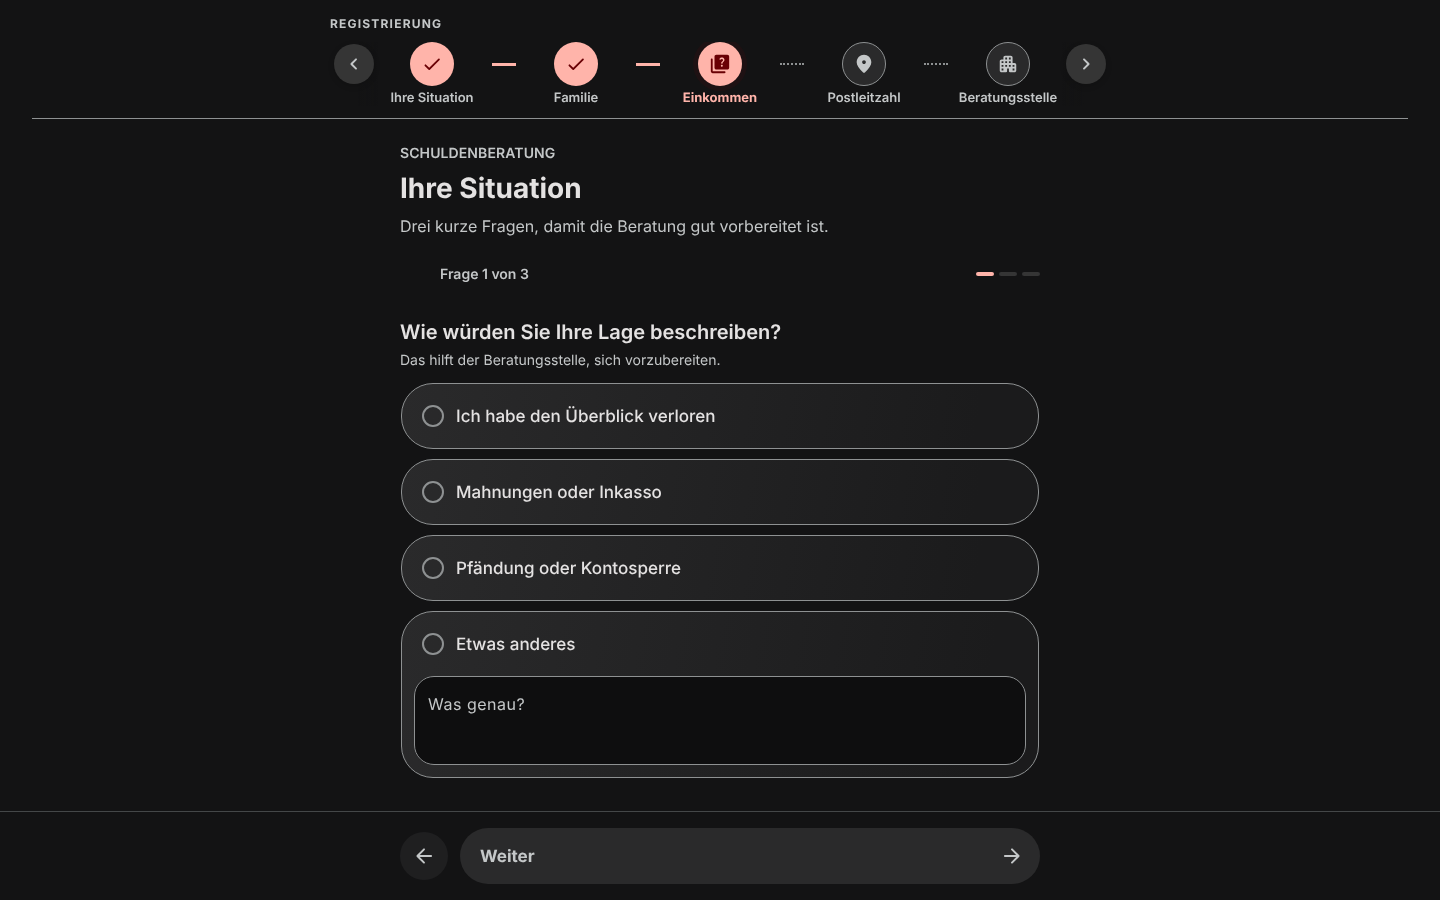 REGISTRIERUNG
Ihre Situation
Familie
Einkommen
Postleitzahl
Beratungsstelle
SCHULDENBERATUNG
Ihre Situation
Drei kurze Fragen, damit die Beratung gut vorbereitet ist.
Frage 1 von 3
Wie würden Sie Ihre Lage beschreiben?
Das hilft der Beratungsstelle, sich vorzubereiten.
Ich habe den Überblick verloren
Mahnungen oder Inkasso
Pfändung oder Kontosperre
Etwas anderes
Was genau?
Weiter